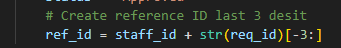 # Create reference ID last 3 desit
ref_id = staff_id + str(req_id)[-3:]